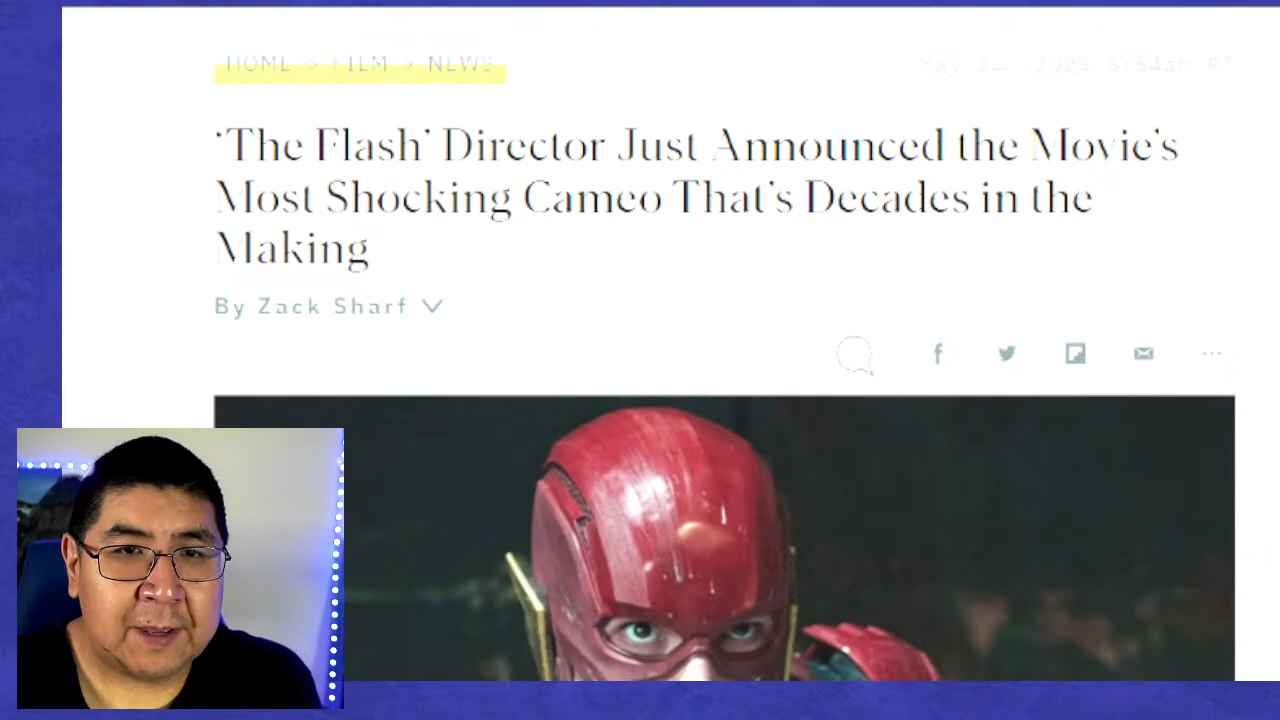 HOME > FILM > NEWS
‘The Flash’ Director Just Announced the Movie’s
Most Shocking Cameo That’s Decades in the
Making
By Zack Sharf